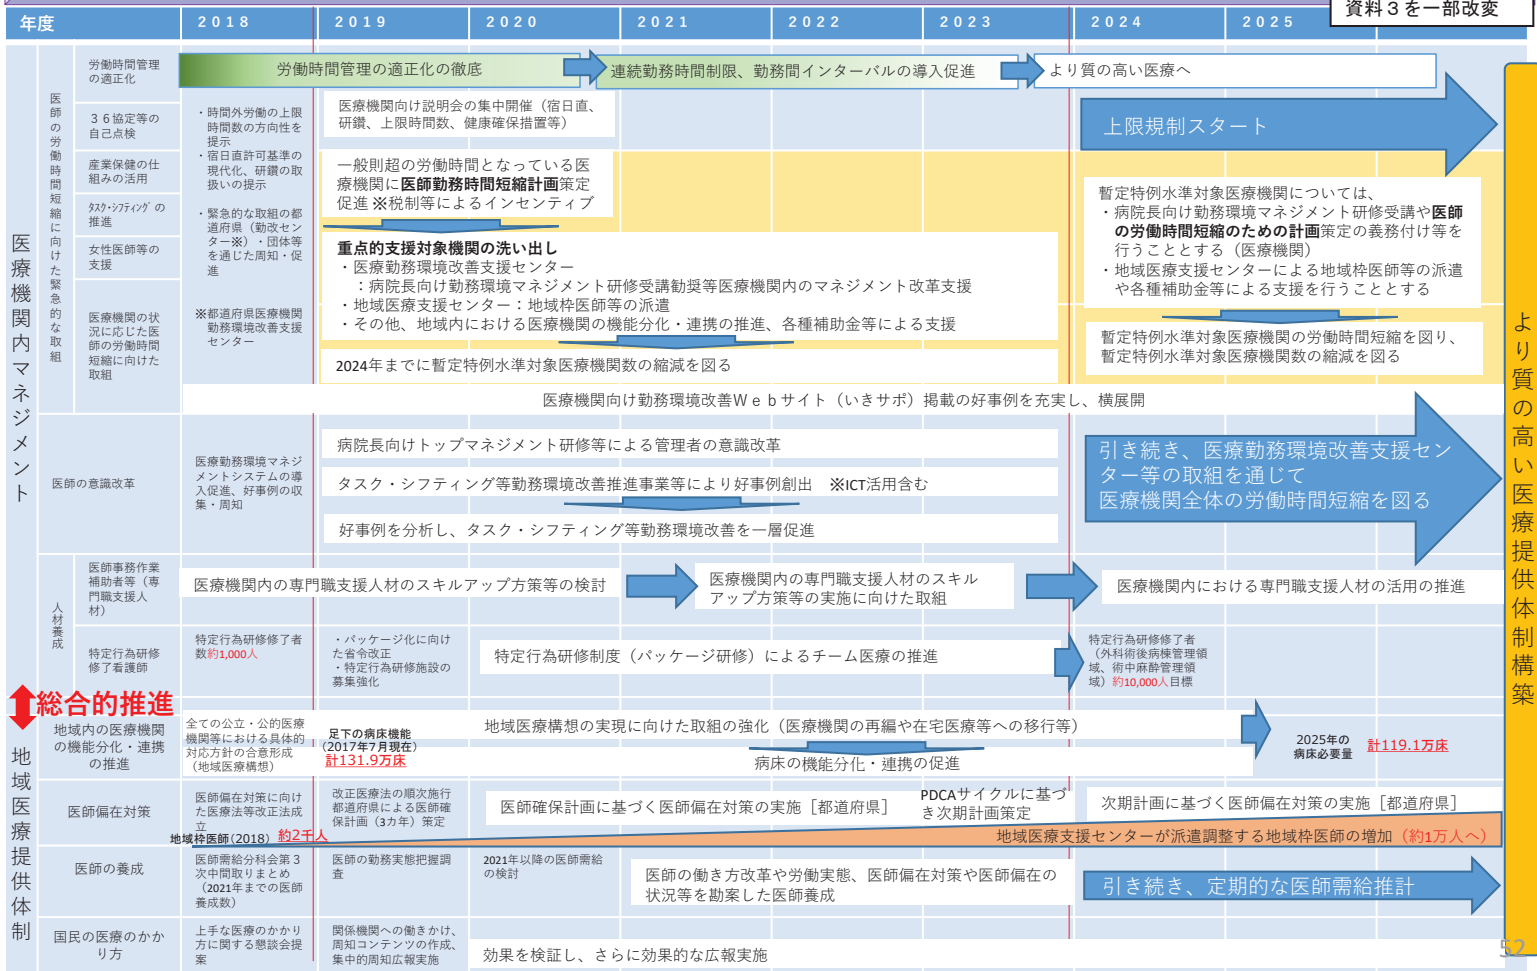 資料３を一部改変
年度
2018
2019
2020
2021
2022
2023
2024
2025
医療機関内マネジメント
医師の労働時間短縮に向けた緊急的な取組
労働時間管理
の適正化
労働時間管理の適正化の徹底
連続勤務時間制限、勤務間インターバルの導入促進
より質の高い医療へ
３６協定等の
自己点検
産業保健の仕
組みの活用
ﾀｽｸ･ｼﾌﾃｨﾝｸﾞの
推進
女性医師等の
支援
医療機関の状
況に応じた医
師の労働時間
短縮に向けた
取組
・時間外労働の上限
時間数の方向性を
提示
・宿日直許可基準の
現代化、研鑽の取
扱いの提示
・緊急的な取組の都
道府県（勤改セン
ター※）・団体等
を通じた周知・促
進
※都道府県医療機関
勤務環境改善支援
センター
医療機関向け説明会の集中開催（宿日直、
研鑽、上限時間数、健康確保措置等）
一般則超の労働時間となっている医
療機関に医師勤務時間短縮計画策定
促進 ※税制等によるインセンティブ
重点的支援対象機関の洗い出し
・医療勤務環境改善支援センター
：病院長向け勤務環境マネジメント研修受講勧奨等医療機関内のマネジメント改革支援
・地域医療支援センター：地域枠医師等の派遣
・その他、地域内における医療機関の機能分化・連携の推進、各種補助金等による支援
2024年までに暫定特例水準対象医療機関数の縮減を図る
上限規制スタート
暫定特例水準対象医療機関については、
・病院長向け勤務環境マネジメント研修受講や医師
の労働時間短縮のための計画策定の義務付け等を
行うこととする（医療機関）
・地域医療支援センターによる地域枠医師等の派遣
や各種補助金等による支援を行うこととする
暫定特例水準対象医療機関の労働時間短縮を図り、
暫定特例水準対象医療機関数の縮減を図る
医療機関向け勤務環境改善Ｗｅｂサイト（いきサポ）掲載の好事例を充実し、横展開
医師の意識改革
医療勤務環境マネジ
メントシステムの導
入促進、好事例の収
集・周知
病院長向けトップマネジメント研修等による管理者の意識改革
タスク・シフティング等勤務環境改善推進事業等により好事例創出　※ICT活用含む
好事例を分析し、タスク・シフティング等勤務環境改善を一層促進
引き続き、医療勤務環境改善支援セン
ター等の取組を通じて
医療機関全体の労働時間短縮を図る
人材養成
医師事務作業
補助者等（専
門職支援人
材）
医療機関内の専門職支援人材のスキルアップ方策等の検討
医療機関内の専門職支援人材のスキル
アップ方策等の実施に向けた取組
医療機関内における専門職支援人材の活用の推進
特定行為研修
修了看護師
特定行為研修修了者
数約1,000人
・パッケージ化に向け
た省令改正
・特定行為研修施設の
募集強化
特定行為研修制度（パッケージ研修）によるチーム医療の推進
特定行為研修修了者
（外科術後病棟管理領
域、術中麻酔管理領
域）約10,000人目標
総合的推進
地域医療提供体制
地域内の医療機関
の機能分化・連携
の推進
全ての公立・公的医療
機関等における具体的
対応方針の合意形成
（地域医療構想）
足下の病床機能
（2017年7月現在）
計131.9万床
地域医療構想の実現に向けた取組の強化（医療機関の再編や在宅医療等への移行等）
病床の機能分化・連携の促進
2025年の
病床必要量
計119.1万床
医師偏在対策
医師偏在対策に向け
た医療法等改正法成
立
地域枠医師(2018) 約2千人
改正医療法の順次施行
都道府県による医師確
保計画（3カ年）策定
医師確保計画に基づく医師偏在対策の実施［都道府県］
PDCAサイクルに基づ
き次期計画策定
次期計画に基づく医師偏在対策の実施［都道府県］
地域医療支援センターが派遣調整する地域枠医師の増加（約1万人へ）
医師の養成
医師需給分科会第３
次中間取りまとめ
（2021年までの医師
養成数）
医師の勤務実態把握調
査
2021年以降の医師需給
の検討
医師の働き方改革や労働実態、医師偏在対策や医師偏在の
状況等を勘案した医師養成
引き続き、定期的な医師需給推計
国民の医療のかか
り方
上手な医療のかかり
方に関する懇談会提
案
関係機関への働きかけ、
周知コンテンツの作成、
集中的周知広報実施
効果を検証し、さらに効果的な広報実施
より質の高い医療提供体制構築
52